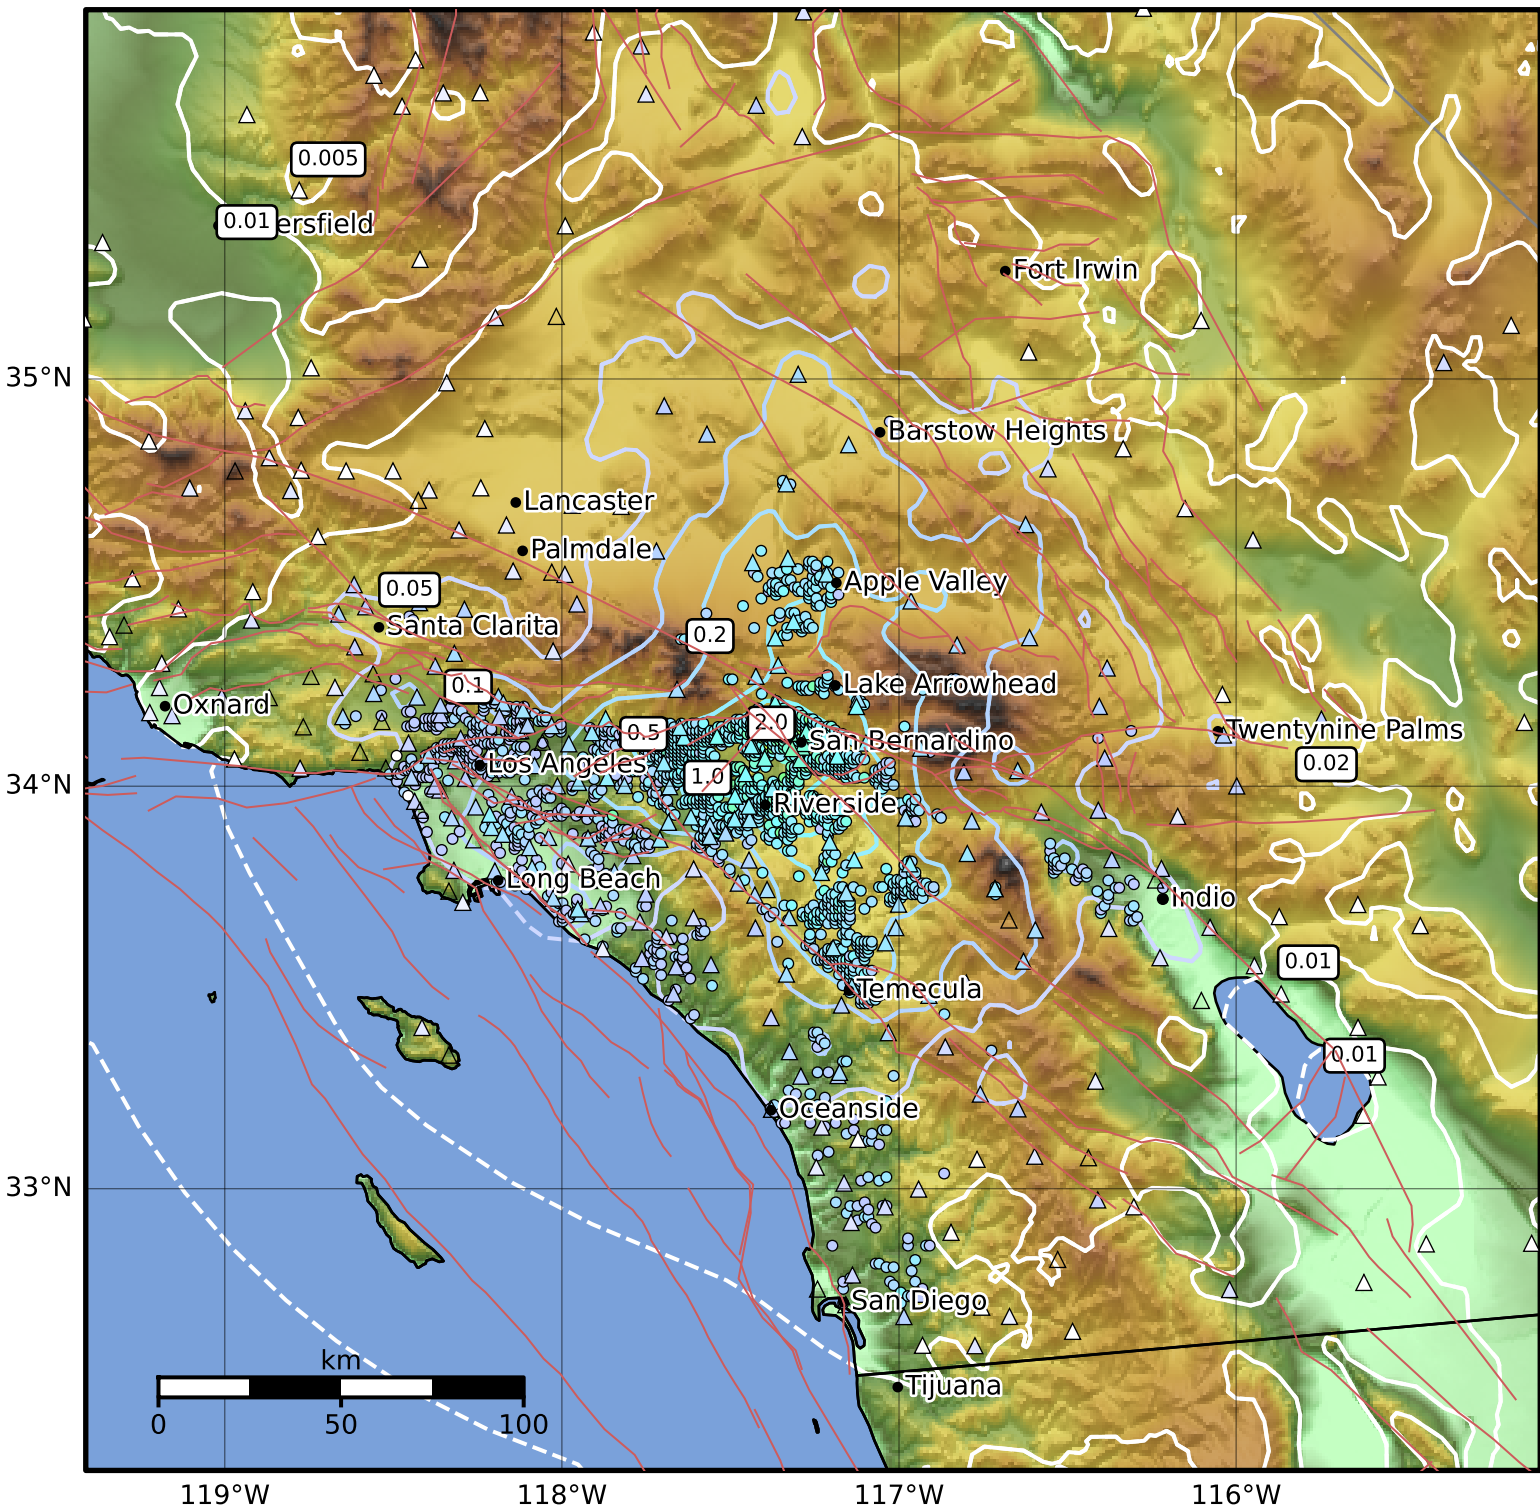 0.005
0.01
ersfield
Fort Irwin
35°N
Barstow Heights
Lancaster
Palmdale
Apple Valley
0.05
Santa Clarita
0.2
0.1
Lake Arrowhead
Oxnard
0.5
2.0
San Bernardino
Twentynine Palms
Los Angeles
0.02
34°N
1.0
Riverside
Long Beach
Indio
0.01
Temecula
0.01
Oceanside
33°N
San Diego
km
Tijuana
0 50 100
119°W 118°W 117°W 116°W